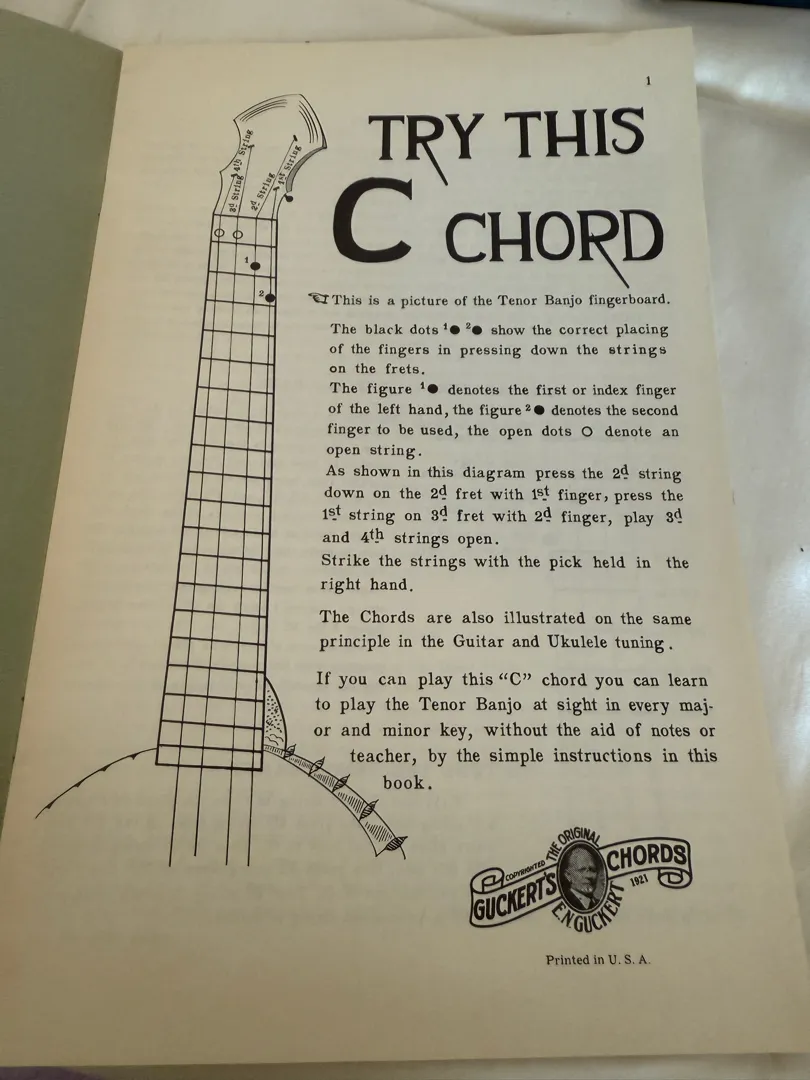 1
TRY THIS
C CHORD
4th String
3d String
2d String
1st String
1
2
This is a picture of the Tenor Banjo fingerboard.
The black dots 1● 2● show the correct placing
of the fingers in pressing down the strings
on the frets.
The figure 1● denotes the first or index finger
of the left hand, the figure 2● denotes the second
finger to be used, the open dots O denote an
open string.
As shown in this diagram press the 2d string
down on the 2d fret with 1st finger, press the
1st string on 3d fret with 2d finger, play 3d
and 4th strings open.
Strike the strings with the pick held in the
right hand.
The Chords are also illustrated on the same
principle in the Guitar and Ukulele tuning.
If you can play this "C" chord you can learn
to play the Tenor Banjo at sight in every maj-
or and minor key, without the aid of notes or
teacher, by the simple instructions in this
book.
THE ORIGINAL
COPYRIGHTED
GUCKERT'S CHORDS
1921
E.N. GUCKERT
Printed in U. S. A.